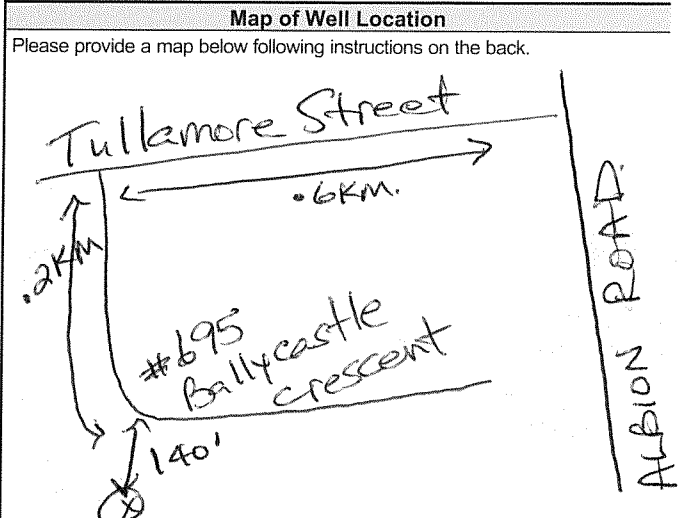 Map of Well Location
Please provide a map below following instructions on the back.
Tullamore Street
.6KM.
.2KM
ALBION ROAD.
#695
Ballycastle
crescent
140'
X